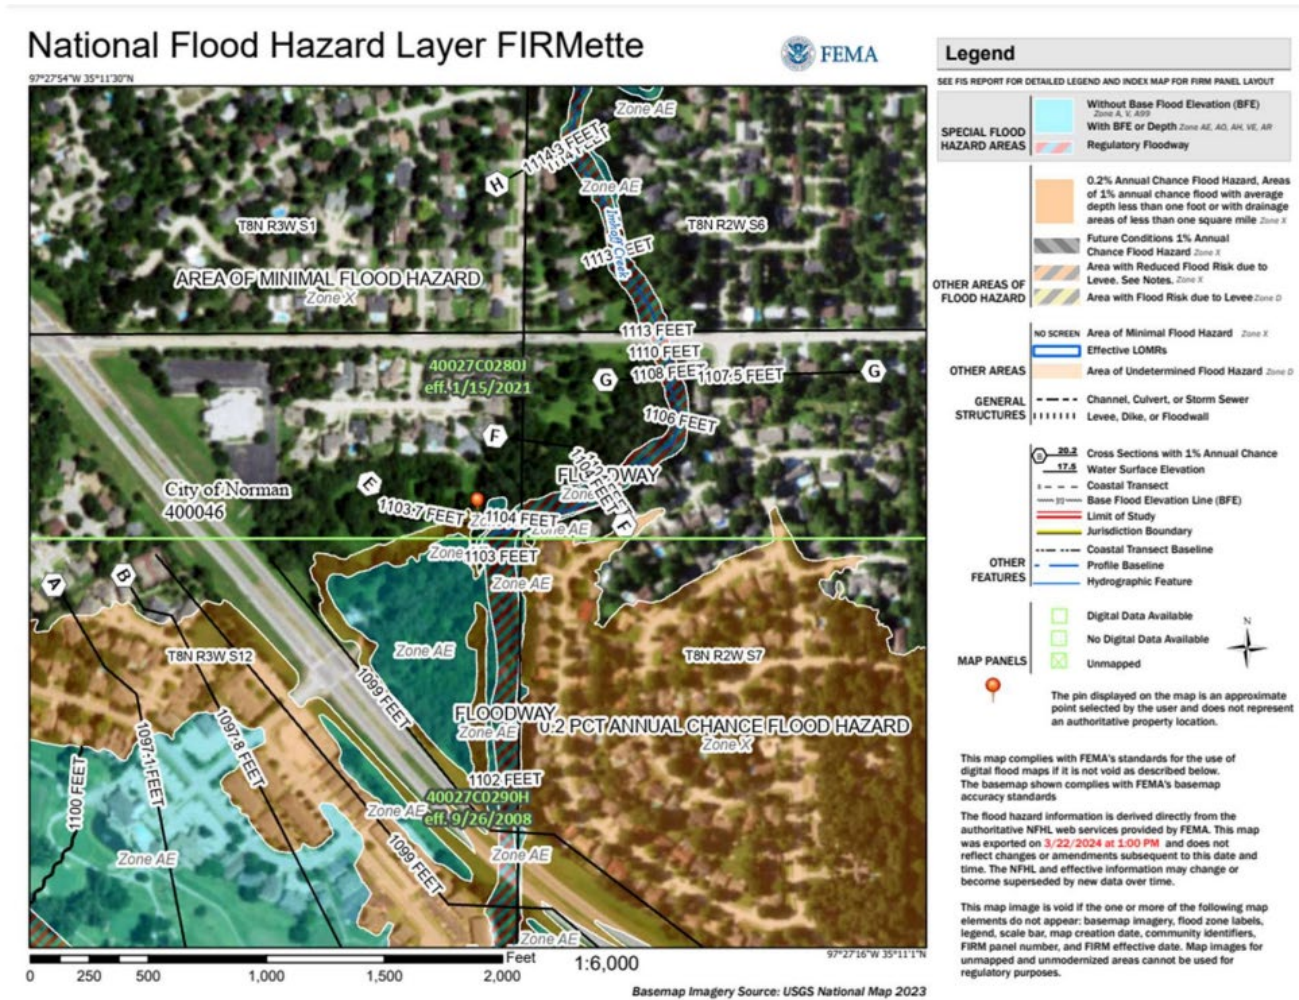 National Flood Hazard Layer FIRMette
FEMA
97°27'54"W 35°11'30"N
Zone AE
1114.3 FEET
H
Zone AE
T8N R3W S1
T8N R2W S6
Imhoff Creek
1113 FEET
AREA OF MINIMAL FLOOD HAZARD
Zone X
1113 FEET
1110 FEET
40027C0280J
eff. 1/15/2021
G
1108 FEET
1107.5 FEET
G
1106 FEET
F
FLOODWAY
Zone
1104 FEET
E
City of Norman
400046
1103.7 FEET
1104 FEET
F
Zone AE
Zone
1103 FEET
Zone AE
A
B
Zone AE
T8N R3W S12
T8N R2W S7
1099 FEET
FLOODWAY
Zone AE
0.2 PCT ANNUAL CHANCE FLOOD HAZARD
Zone X
1097.1 FEET
1097.8 FEET
1100 FEET
1102 FEET
40027C0290H
eff. 9/26/2008
Zone AE
1099 FEET
Zone AE
Zone AE
Zone AE
97°27'16"W 35°11'1"N
0 250 500 1,000 1,500 2,000
Feet
1:6,000
Basemap Imagery Source: USGS National Map 2023
Legend
SEE FIS REPORT FOR DETAILED LEGEND AND INDEX MAP FOR FIRM PANEL LAYOUT
SPECIAL FLOOD
HAZARD AREAS
Without Base Flood Elevation (BFE)
Zone A, V, A99
With BFE or Depth Zone AE, AO, AH, VE, AR
Regulatory Floodway
OTHER AREAS OF
FLOOD HAZARD
0.2% Annual Chance Flood Hazard, Areas
of 1% annual chance flood with average
depth less than one foot or with drainage
areas of less than one square mile Zone X
Future Conditions 1% Annual
Chance Flood Hazard Zone X
Area with Reduced Flood Risk due to
Levee. See Notes. Zone X
Area with Flood Risk due to Levee Zone D
OTHER AREAS
NO SCREEN Area of Minimal Flood Hazard Zone X
Effective LOMRs
Area of Undetermined Flood Hazard Zone D
GENERAL
STRUCTURES
Channel, Culvert, or Storm Sewer
Levee, Dike, or Floodwall
OTHER
FEATURES
B 20.2 Cross Sections with 1% Annual Chance
17.5 Water Surface Elevation
8 Coastal Transect
Base Flood Elevation Line (BFE)
Limit of Study
Jurisdiction Boundary
Coastal Transect Baseline
Profile Baseline
Hydrographic Feature
MAP PANELS
Digital Data Available
No Digital Data Available
Unmapped
N
The pin displayed on the map is an approximate
point selected by the user and does not represent
an authoritative property location.
This map complies with FEMA's standards for the use of
digital flood maps if it is not void as described below.
The basemap shown complies with FEMA's basemap
accuracy standards
The flood hazard information is derived directly from the
authoritative NFHL web services provided by FEMA. This map
was exported on 3/22/2024 at 1:00 PM and does not
reflect changes or amendments subsequent to this date and
time. The NFHL and effective information may change or
become superseded by new data over time.
This map image is void if the one or more of the following map
elements do not appear: basemap imagery, flood zone labels,
legend, scale bar, map creation date, community identifiers,
FIRM panel number, and FIRM effective date. Map images for
unmapped and unmodernized areas cannot be used for
regulatory purposes.